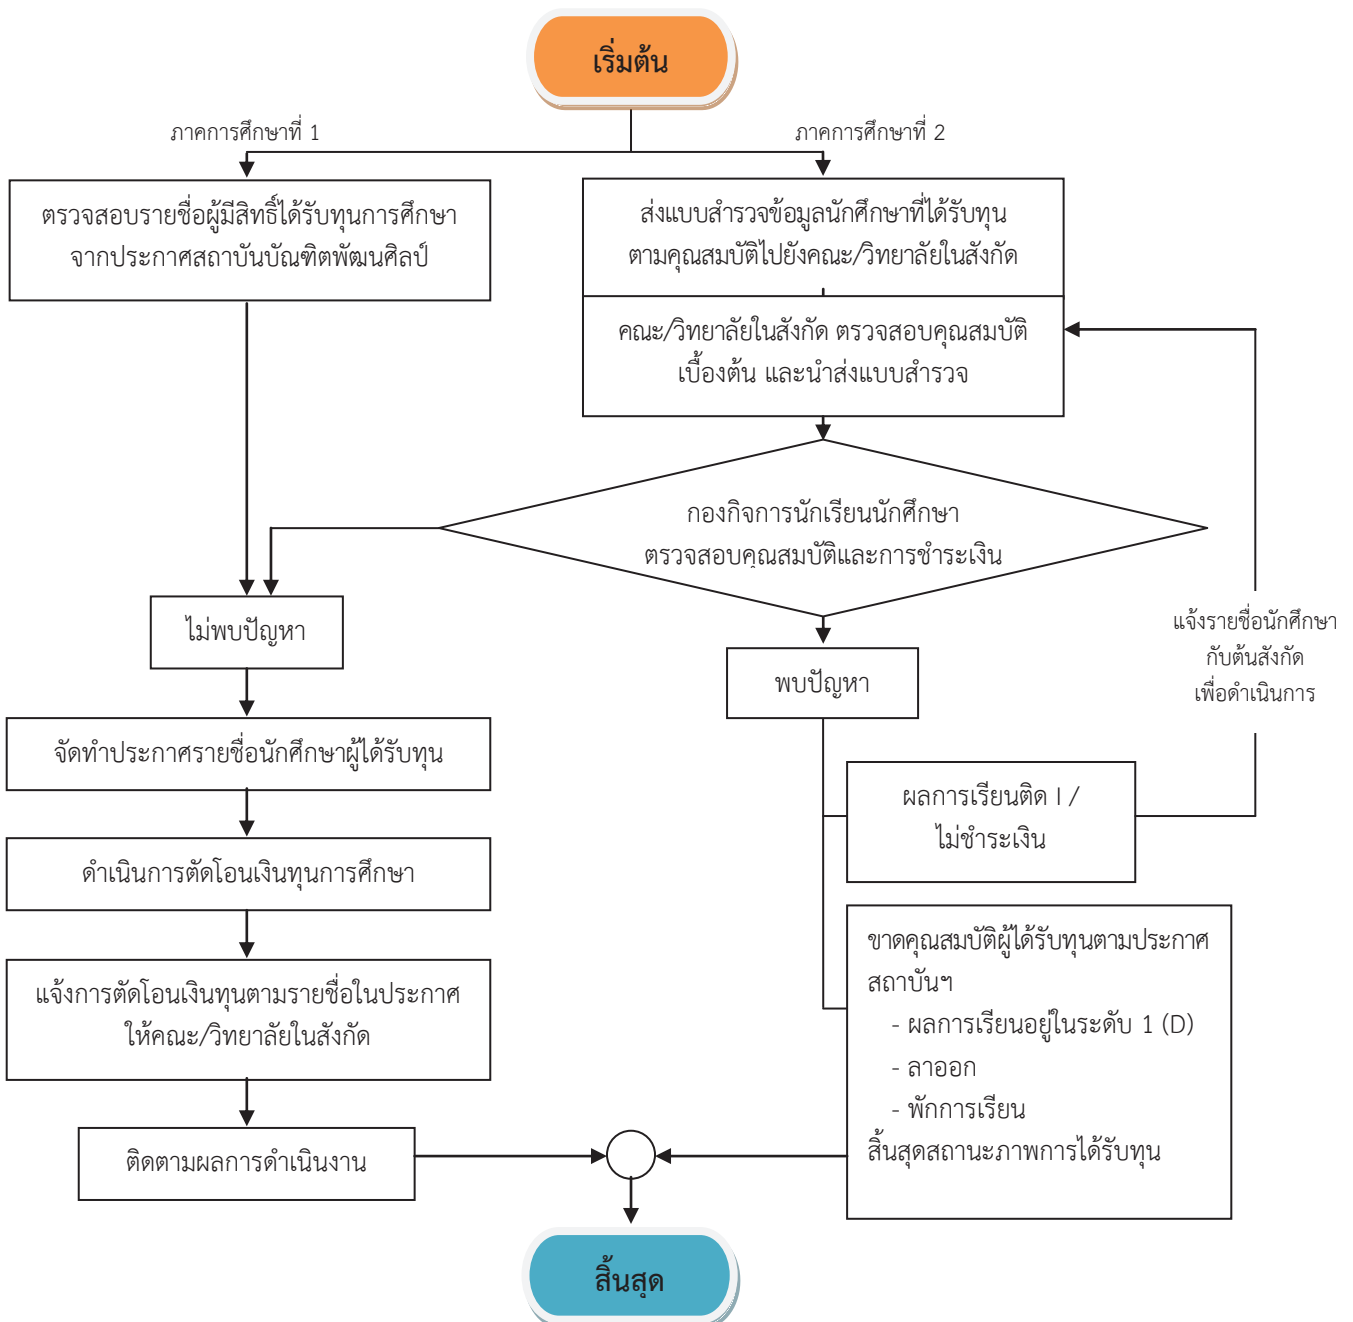 เริ่มต้น
ภาคการศึกษาที่ 1
ภาคการศึกษาที่ 2
ตรวจสอบรายชื่อผู้มีสิทธิ์ได้รับทุนการศึกษา
จากประกาศสถาบันบัณฑิตพัฒนศิลป์
ส่งแบบสำรวจข้อมูลนักศึกษาที่ได้รับทุน
ตามคุณสมบัติไปยังคณะ/วิทยาลัยในสังกัด
คณะ/วิทยาลัยในสังกัด ตรวจสอบคุณสมบัติ
เบื้องต้น และนำส่งแบบสำรวจ
กองกิจการนักเรียนนักศึกษา
ตรวจสอบคุณสมบัติและการชำระเงิน
ไม่พบปัญหา
พบปัญหา
แจ้งรายชื่อนักศึกษา
กับต้นสังกัด
เพื่อดำเนินการ
จัดทำประกาศรายชื่อนักศึกษาผู้ได้รับทุน
ผลการเรียนติด I /
ไม่ชำระเงิน
ดำเนินการตัดโอนเงินทุนการศึกษา
แจ้งการตัดโอนเงินทุนตามรายชื่อในประกาศ
ให้คณะ/วิทยาลัยในสังกัด
ขาดคุณสมบัติผู้ได้รับทุนตามประกาศ
สถาบันฯ
- ผลการเรียนอยู่ในระดับ 1 (D)
- ลาออก
- พักการเรียน
สิ้นสุดสถานะภาพการได้รับทุน
ติดตามผลการดำเนินงาน
สิ้นสุด